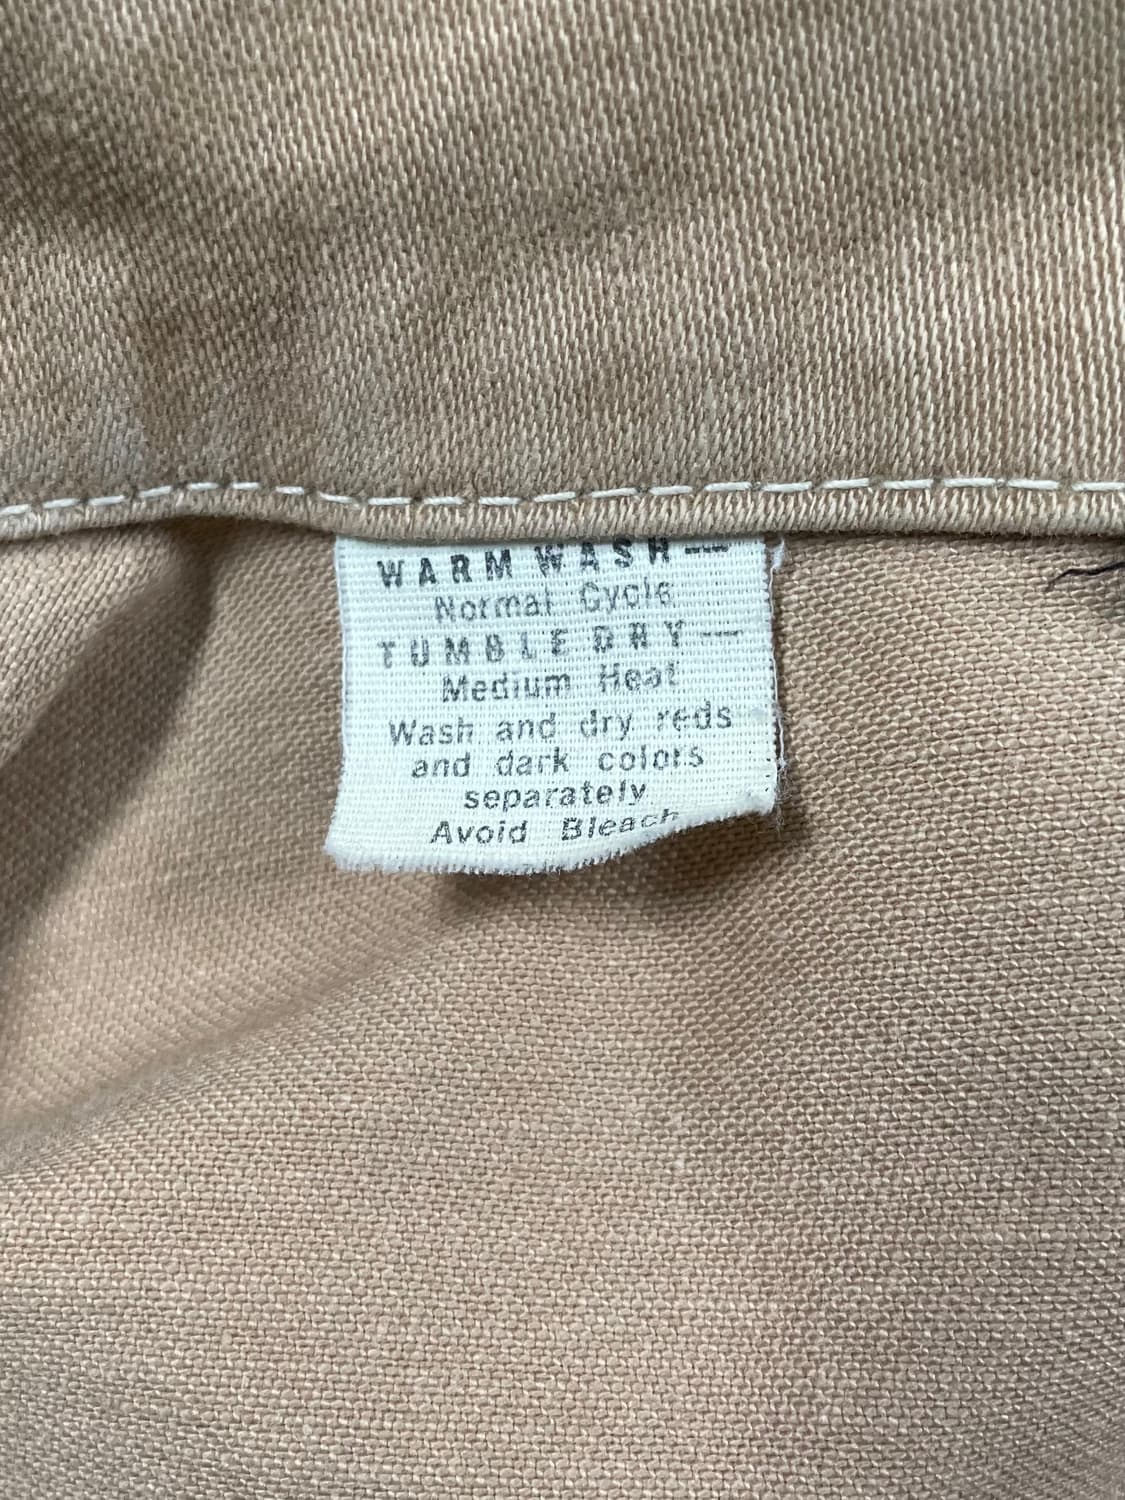 WARM WASH—
Normal Cycle
TUMBLE DRY—
Medium Heat
Wash and dry reds
and dark colors
separately
Avoid Bleach